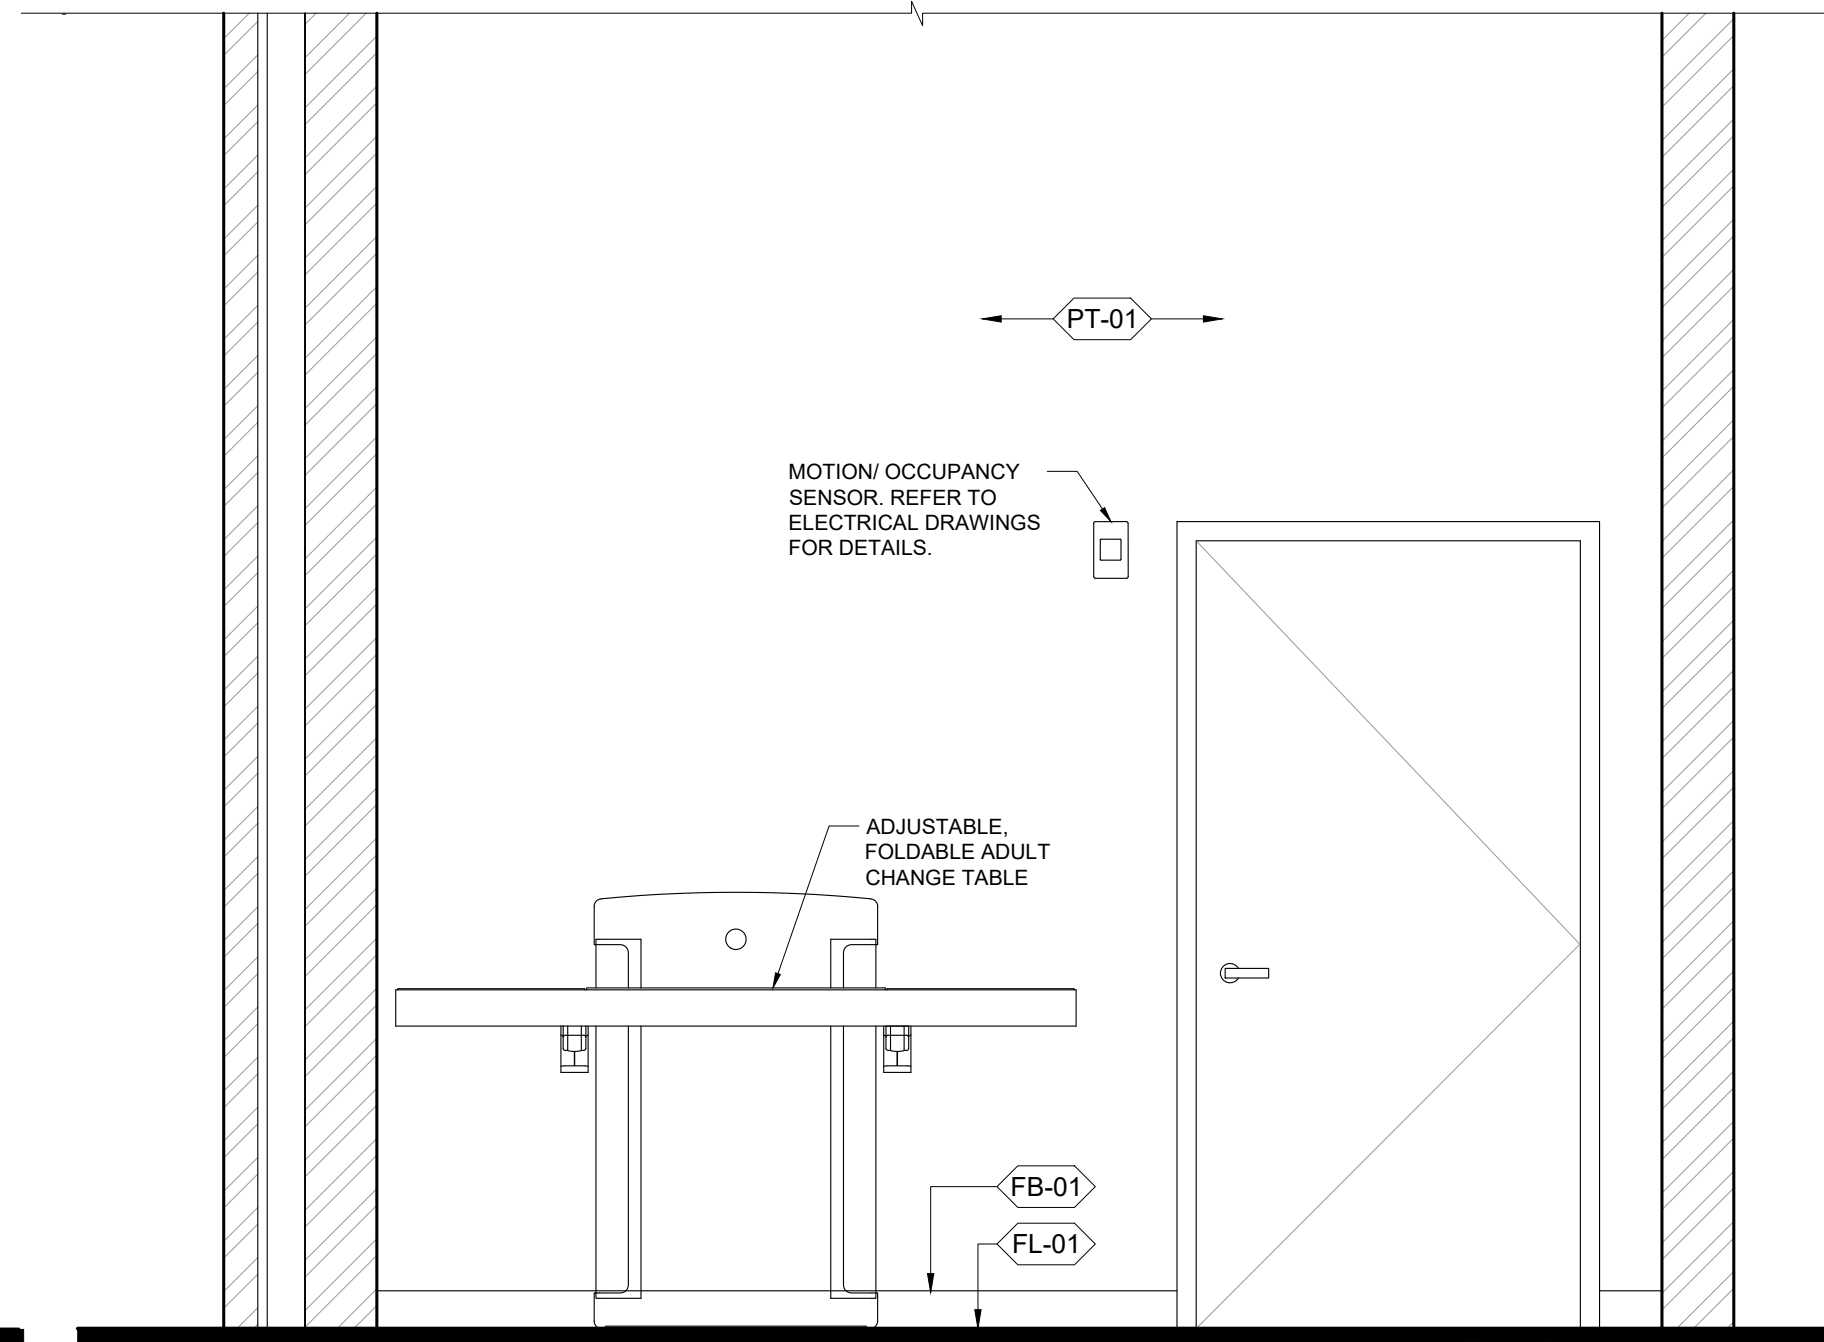 PT-01
MOTION/ OCCUPANCY
SENSOR. REFER TO
ELECTRICAL DRAWINGS
FOR DETAILS.
ADJUSTABLE,
FOLDABLE ADULT
CHANGE TABLE
FB-01
FL-01